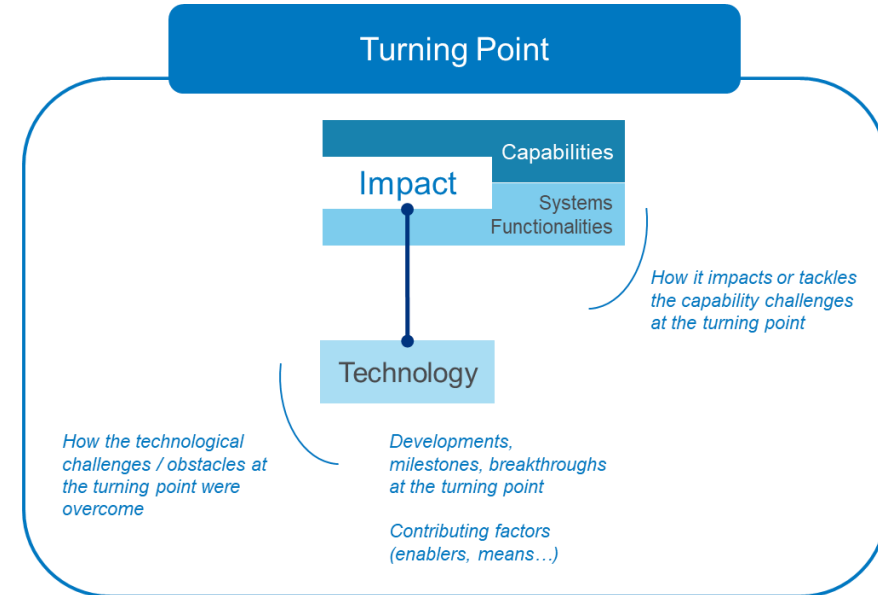 Turning Point
Capabilities
Impact
Systems
Functionalities
How it impacts or tackles
the capability challenges
at the turning point
Technology
How the technological
challenges / obstacles at
the turning point were
overcome
Developments,
milestones, breakthroughs
at the turning point
Contributing factors
(enablers, means…)